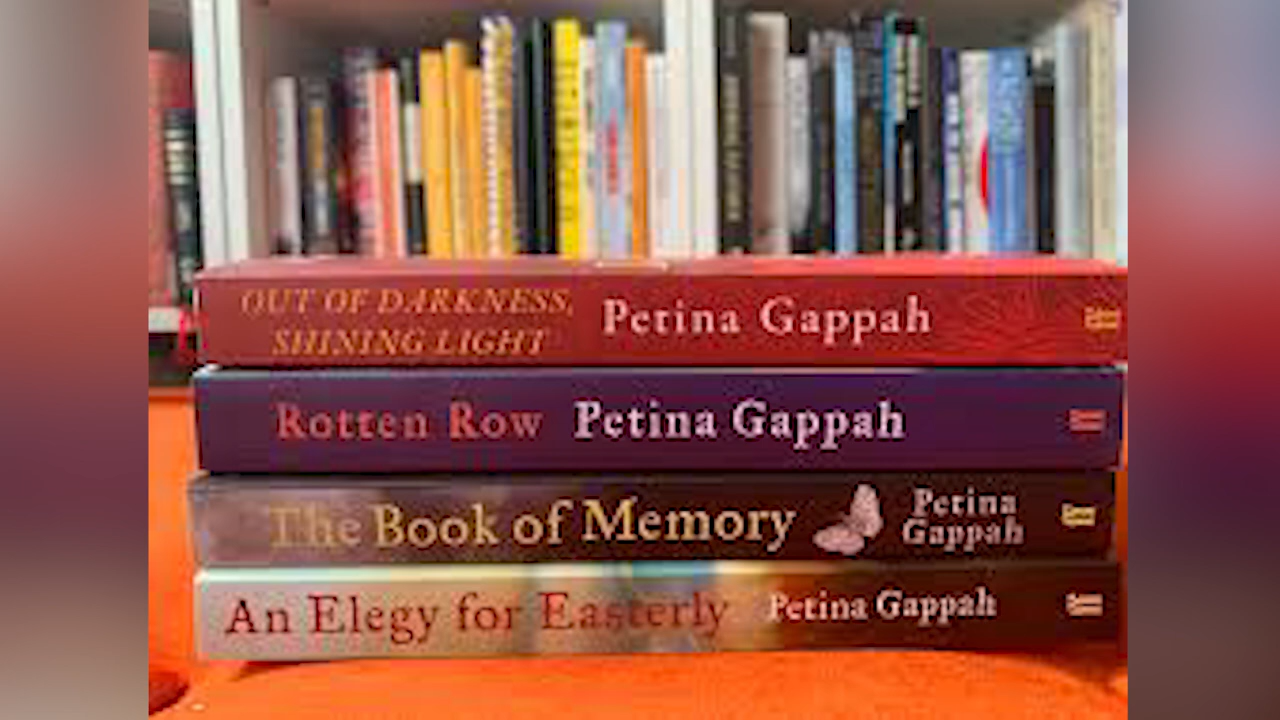 OUT OF DARKNESS,
SHINING LIGHT
Petina Gappah
Rotten Row Petina Gappah
The Book of Memory
Petina
Gappah
An Elegy for Easterly Petina Gappah